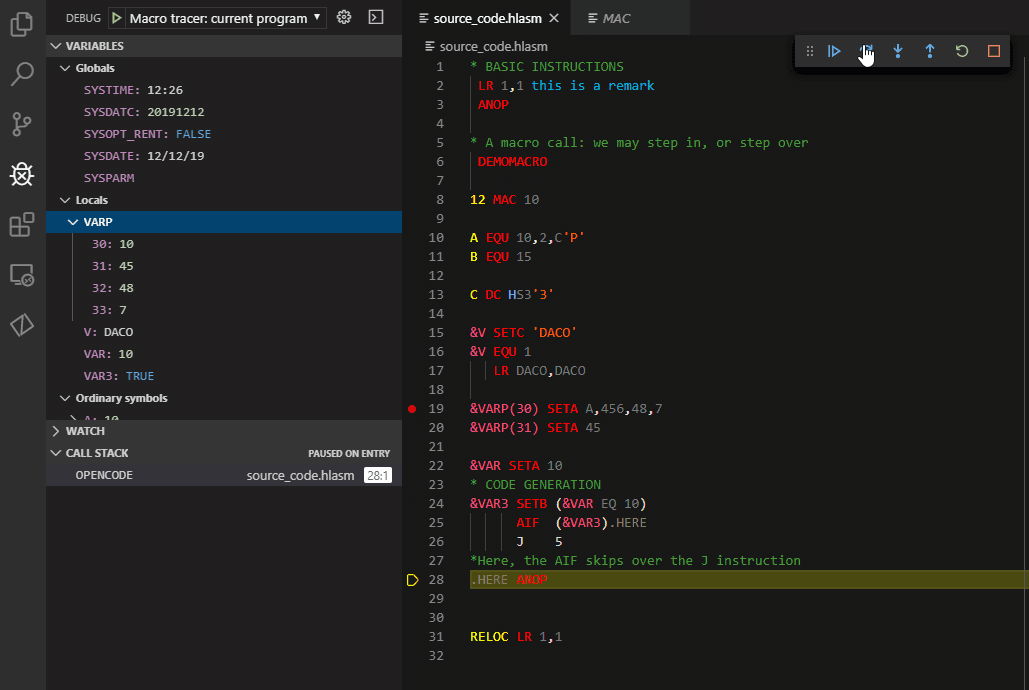 DEBUG Macro tracer: current program
VARIABLES
Globals
SYSTIME: 12:26
SYSDATC: 20191212
SYSOPT_RENT: FALSE
SYSDATE: 12/12/19
SYSPARM
Locals
VARP
30: 10
31: 45
32: 48
33: 7
V: DACO
VAR: 10
VAR3: TRUE
Ordinary symbols
A: 10
WATCH
CALL STACK PAUSED ON ENTRY
OPENCODE source_code.hlasm 28:1
source_code.hlasm MAC
source_code.hlasm
1 * BASIC INSTRUCTIONS
2 LR 1,1 this is a remark
3 ANOP
4
5 * A macro call: we may step in, or step over
6 DEMOMACRO
7
8 12 MAC 10
9
10 A EQU 10,2,C'P'
11 B EQU 15
12
13 C DC HS3'3'
14
15 &V SETC 'DACO'
16 &V EQU 1
17 LR DACO,DACO
18
19 &VARP(30) SETA A,456,48,7
20 &VARP(31) SETA 45
21
22 &VAR SETA 10
23 * CODE GENERATION
24 &VAR3 SETB (&VAR EQ 10)
25 AIF (&VAR3).HERE
26 J 5
27 *Here, the AIF skips over the J instruction
28 .HERE ANOP
29
30
31 RELOC LR 1,1
32